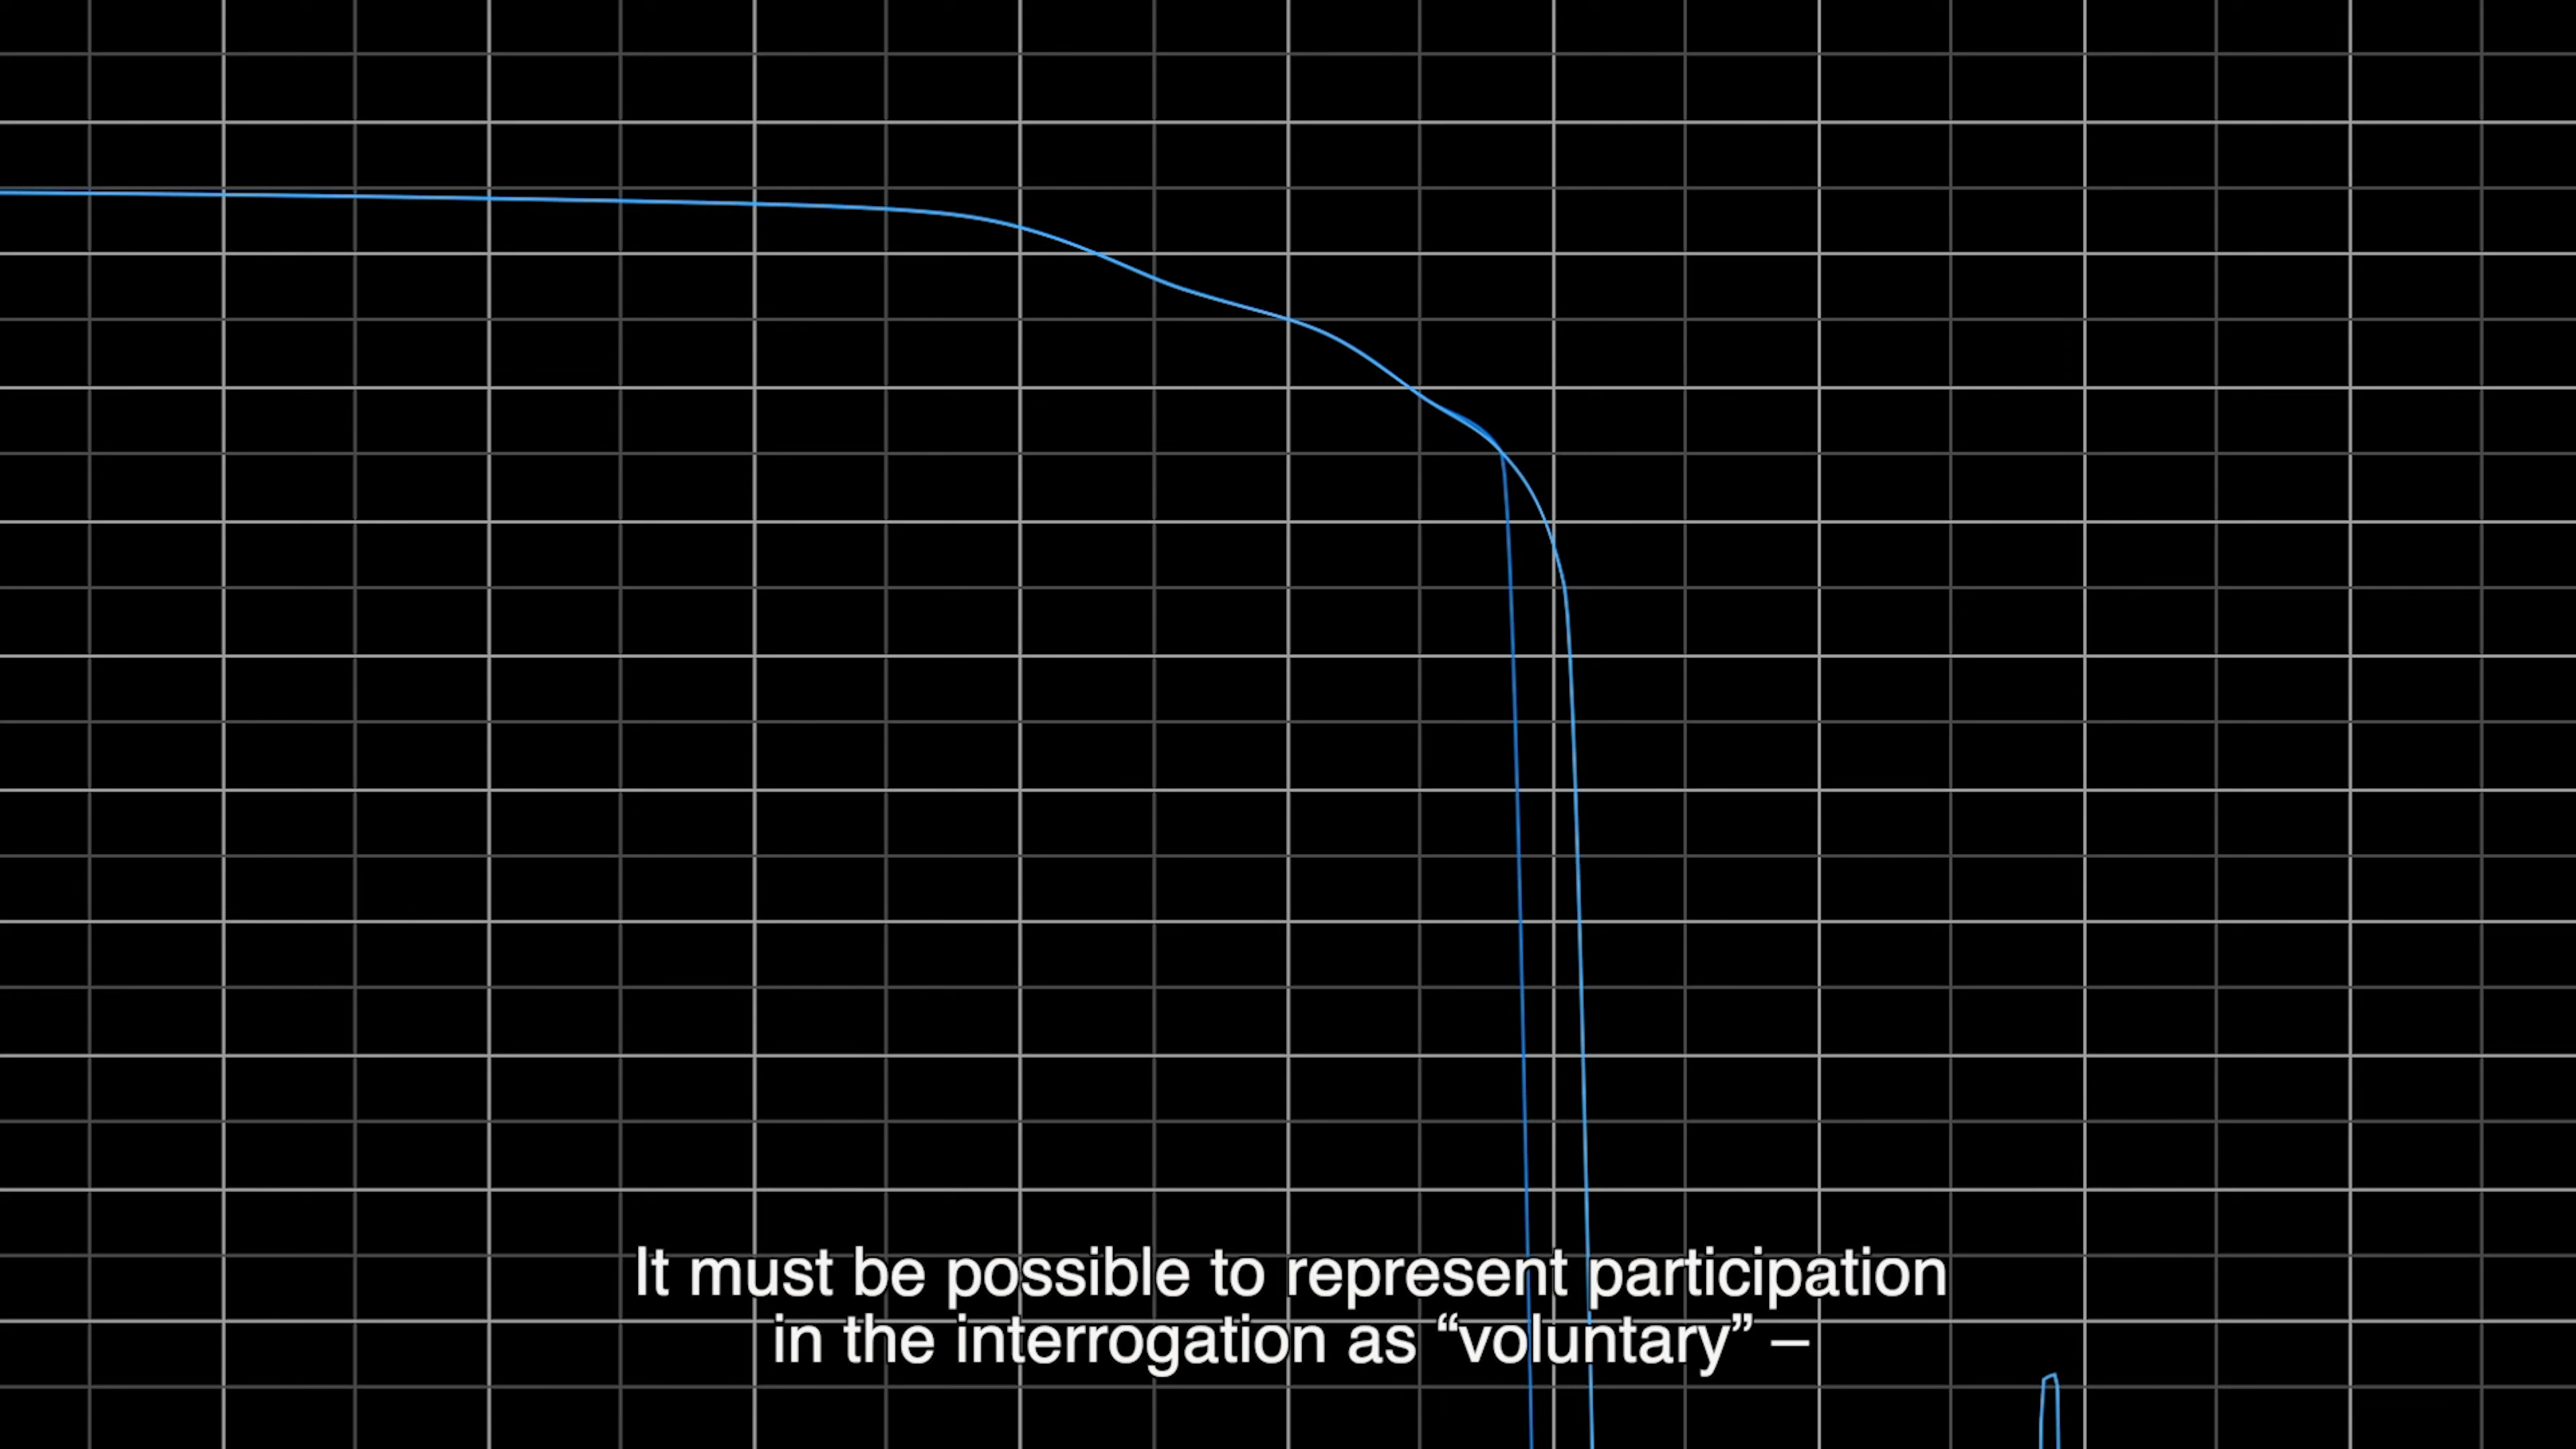 It must be possible to represent participation
in the interrogation as “voluntary” –